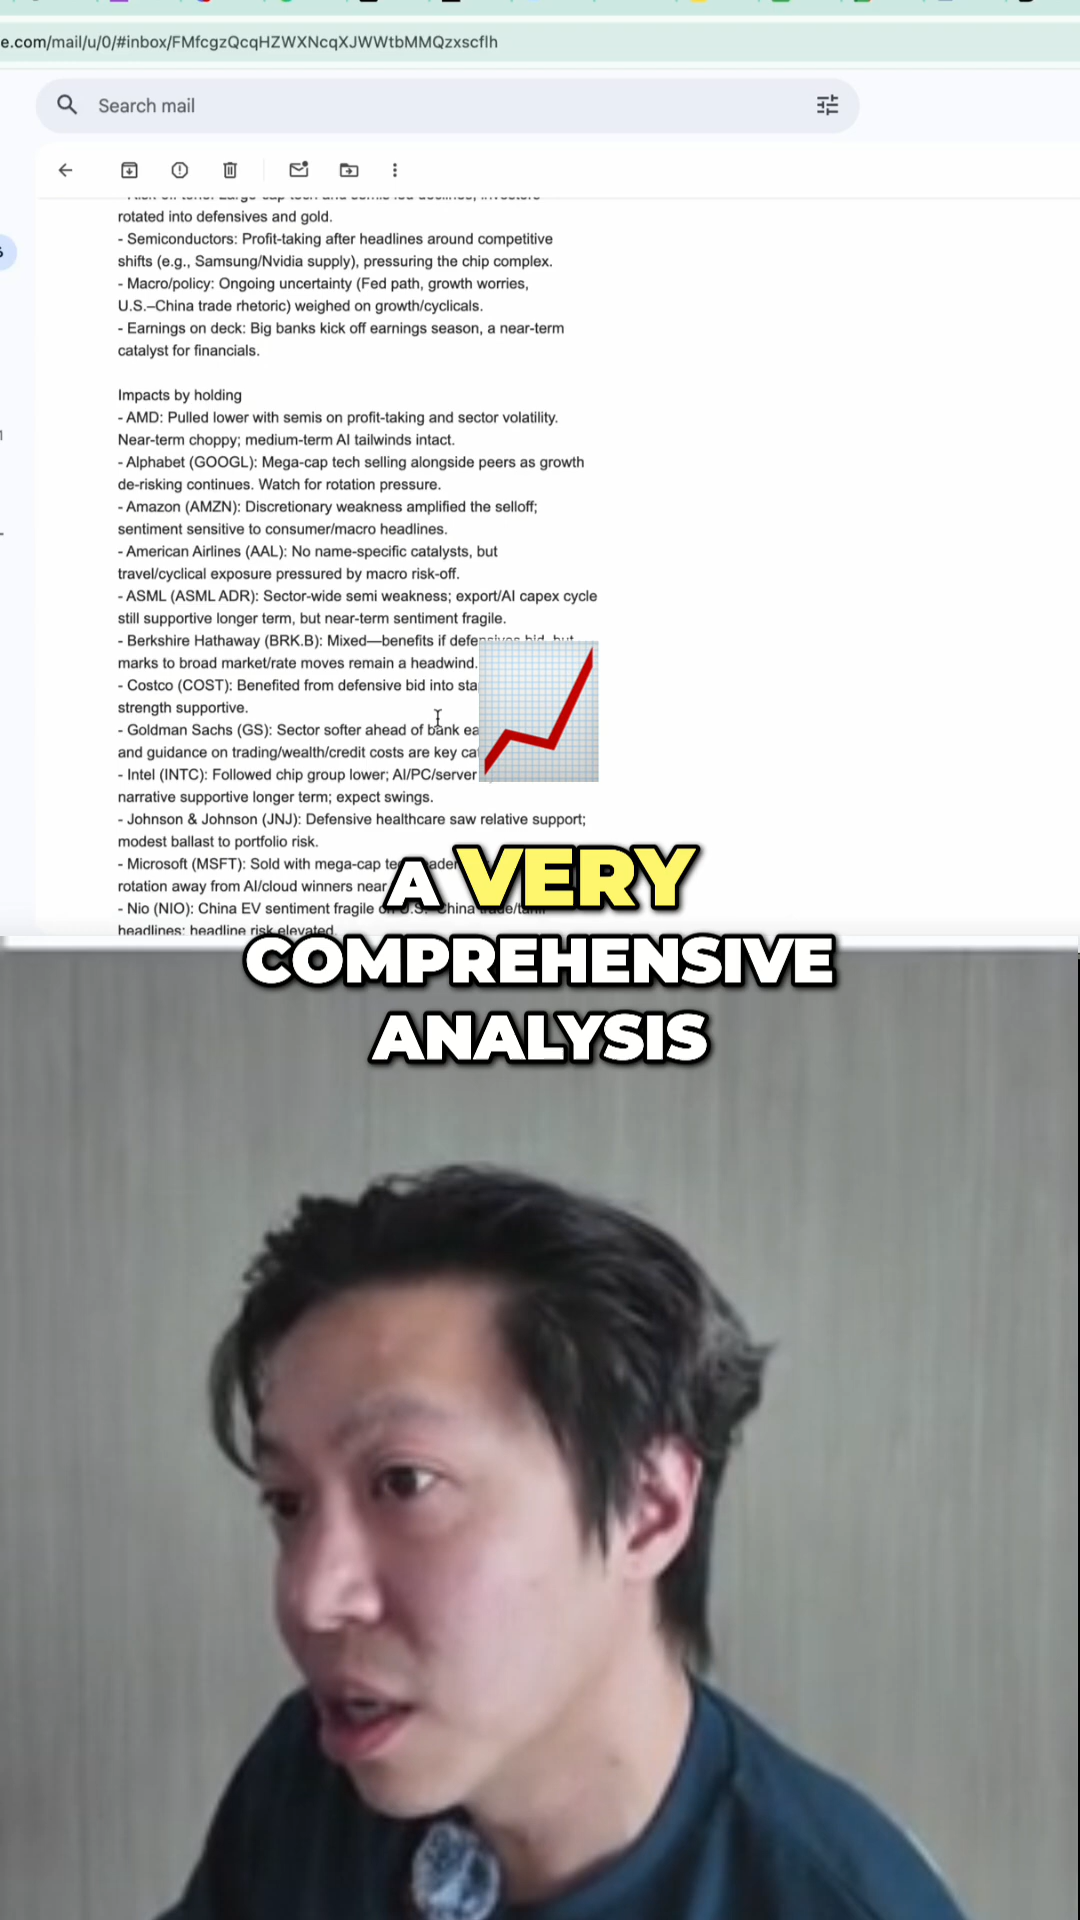 e.com/mail/u/0/#inbox/FMfcgzQcqHZWXNcqXJWWtbMMQzxscflh
Search mail
rotated into defensives and gold.
- Semiconductors: Profit-taking after headlines around competitive
shifts (e.g., Samsung/Nvidia supply), pressuring the chip complex.
- Macro/policy: Ongoing uncertainty (Fed path, growth worries,
U.S.–China trade rhetoric) weighed on growth/cyclicals.
- Earnings on deck: Big banks kick off earnings season, a near-term
catalyst for financials.
Impacts by holding
- AMD: Pulled lower with semis on profit-taking and sector volatility.
Near-term choppy; medium-term AI tailwinds intact.
- Alphabet (GOOGL): Mega-cap tech selling alongside peers as growth
de-risking continues. Watch for rotation pressure.
- Amazon (AMZN): Discretionary weakness amplified the selloff;
sentiment sensitive to consumer/macro headlines.
- American Airlines (AAL): No name-specific catalysts, but
travel/cyclical exposure pressured by macro risk-off.
- ASML (ASML ADR): Sector-wide semi weakness; export/AI capex cycle
still supportive longer term, but near-term sentiment fragile.
- Berkshire Hathaway (BRK.B): Mixed—benefits if defensives bid, but
marks to broad market/rate moves remain a headwind.
- Costco (COST): Benefited from defensive bid into
strength supportive.
- Goldman Sachs (GS): Sector softer ahead of bank
and guidance on trading/wealth/credit costs are key
- Intel (INTC): Followed chip group lower; AI/PC/server
narrative supportive longer term; expect swings.
- Johnson & Johnson (JNJ): Defensive healthcare saw relative support;
modest ballast to portfolio risk.
- Microsoft (MSFT): Sold with mega-cap
rotation away from AI/cloud winners near
- Nio (NIO): China EV sentiment fragile on U.S.–China
headlines; headline risk elevated.
A VERY
COMPREHENSIVE
ANALYSIS